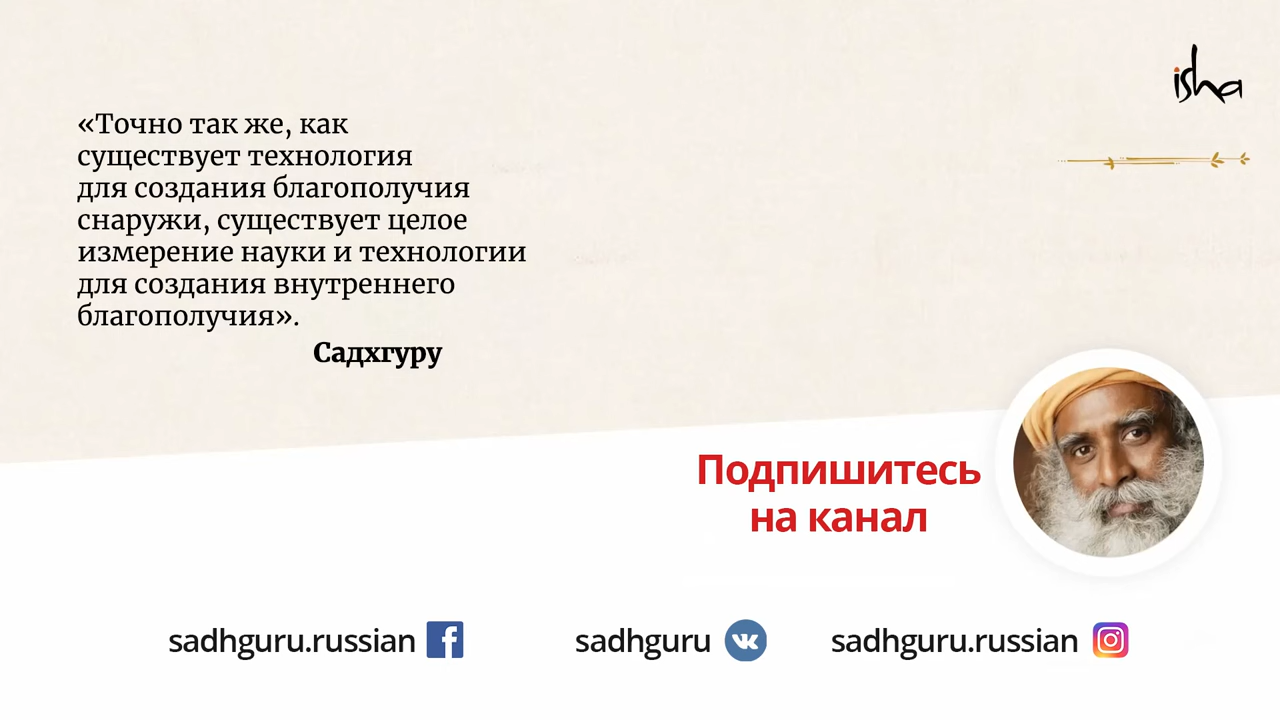 isha
«Точно так же, как
существует технология
для создания благополучия
снаружи, существует целое
измерение науки и технологии
для создания внутреннего
благополучия».
Садхгуру
Подпишитесь
на канал
sadhguru.russian
sadhguru
sadhguru.russian